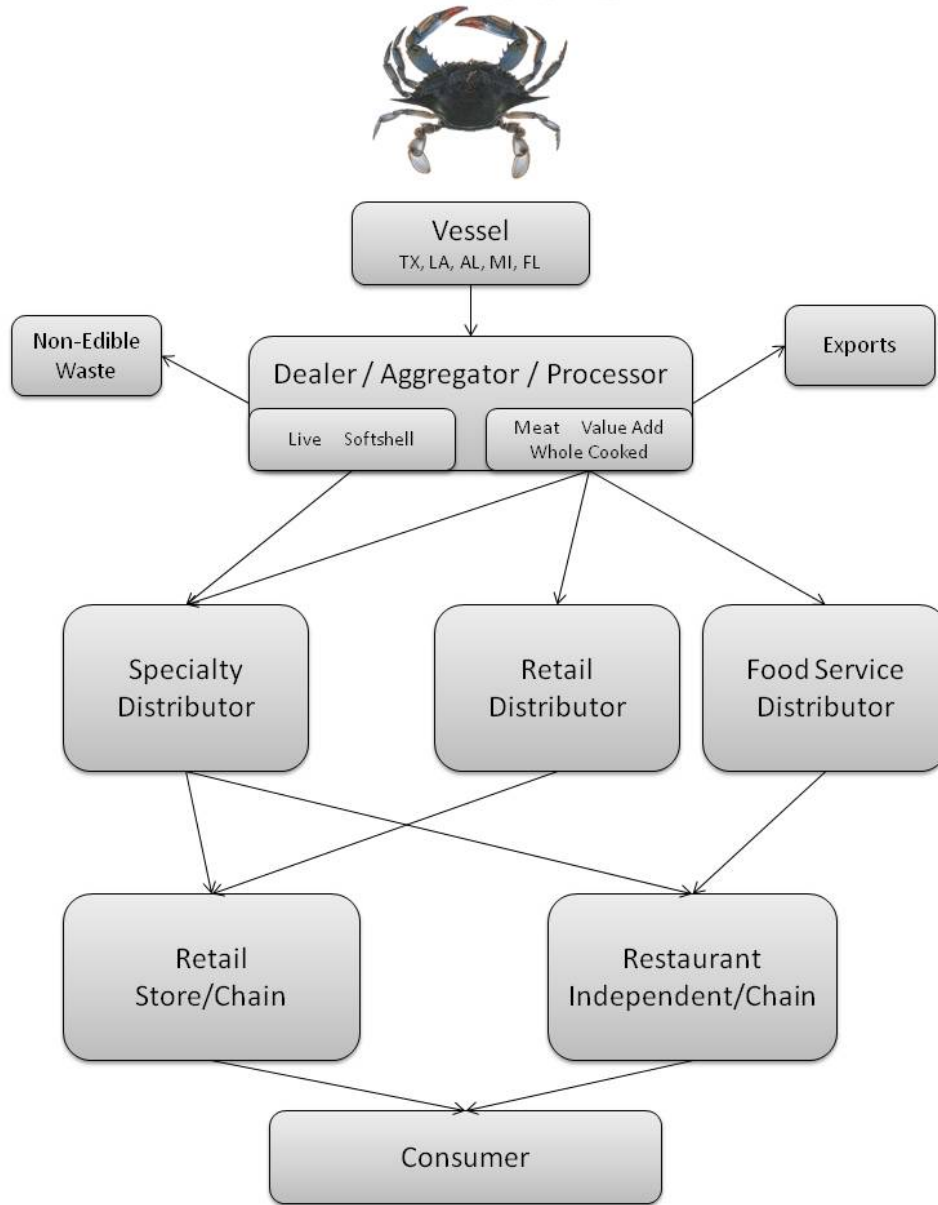 Vessel
TX, LA, AL, MI, FL
Non-Edible
Waste
Dealer / Aggregator / Processor
Exports
Live Softshell
Meat Value Add
Whole Cooked
Specialty
Distributor
Retail
Distributor
Food Service
Distributor
Retail
Store/Chain
Restaurant
Independent/Chain
Consumer